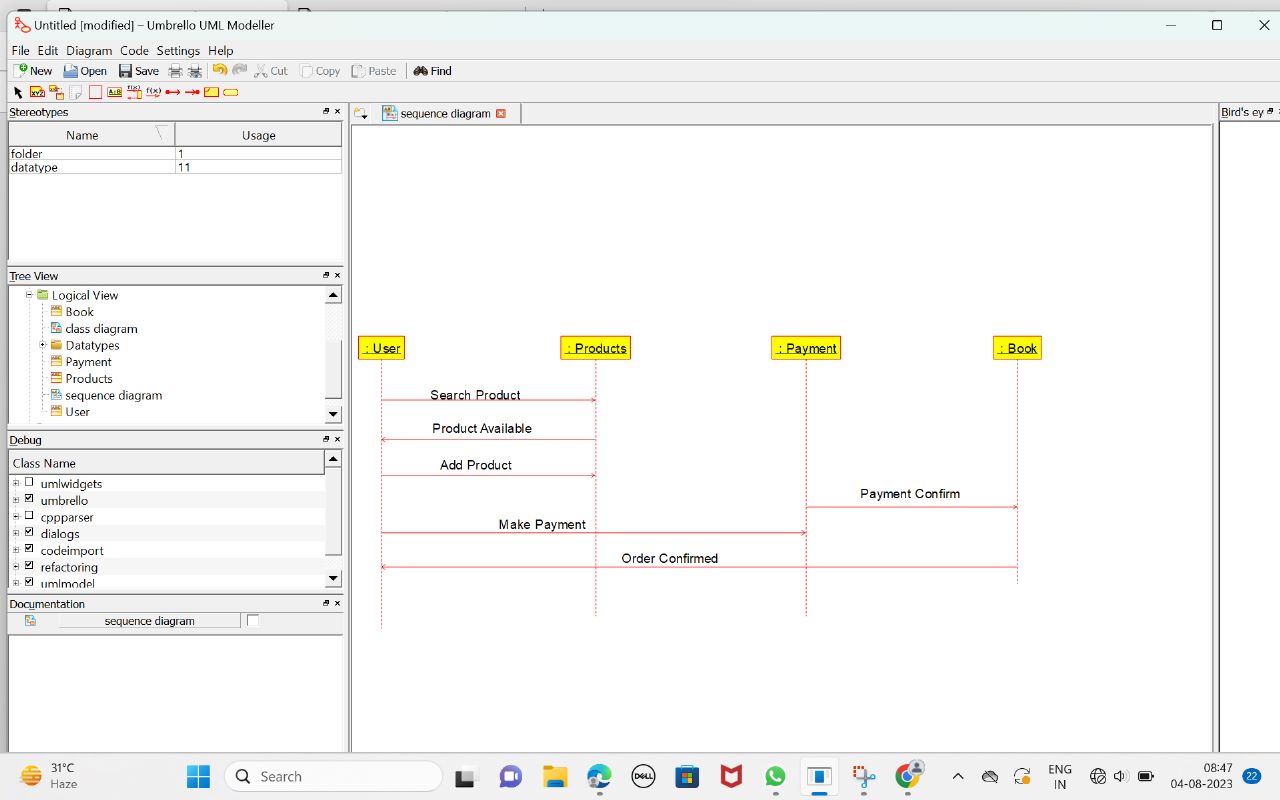 Untitled [modified] – Umbrello UML Modeller
File Edit Diagram Code Settings Help
New Open Save Cut Copy Paste Find
Stereotypes
Name Usage
folder 1
datatype 11
Tree View
Logical View
Book
class diagram
Datatypes
Payment
Products
sequence diagram
User
Debug
Class Name
umlwidgets
umbrello
cppparser
dialogs
codeimport
refactoring
umlmodel
Documentation
sequence diagram
sequence diagram
Bird's ey
: User : Products : Payment : Book
Search Product
Product Available
Add Product
Payment Confirm
Make Payment
Order Confirmed
31°C
Haze
Search
DELL
ENG
IN
08:47
04-08-2023
22